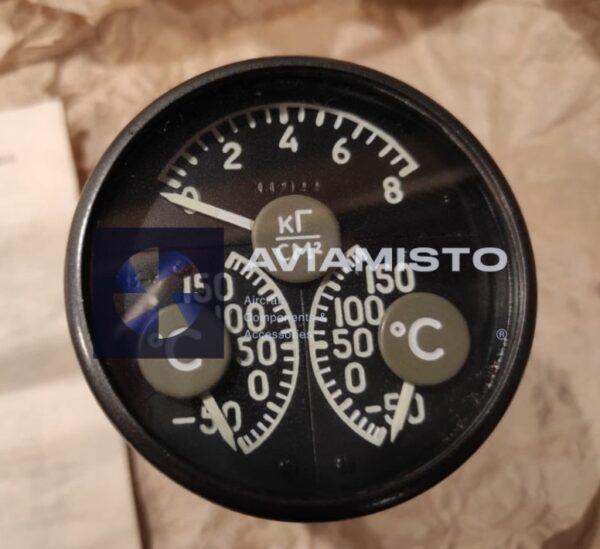 0 2 4 6 8
КГ
СМ²
AVIAMISTO
Aircraft
Components &
Accessories
®
150 150
100 100
50 50
0 0
°C °C
-50 -50